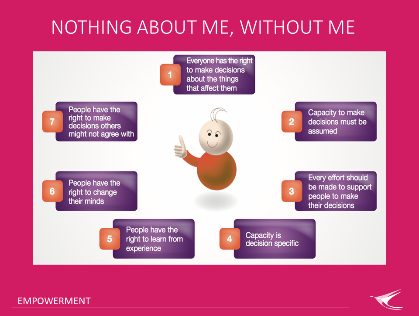 NOTHING ABOUT ME, WITHOUT ME
1
Everyone has the right
to make decisions
about the things
that affect them
2
Capacity to make
decisions must be
assumed
3
Every effort should
be made to support
people to make
their decisions
4
Capacity is
decision specific
5
People have the
right to learn from
experience
6
People have the
right to change
their minds
7
People have the
right to make
decisions others
might not agree with
EMPOWERMENT